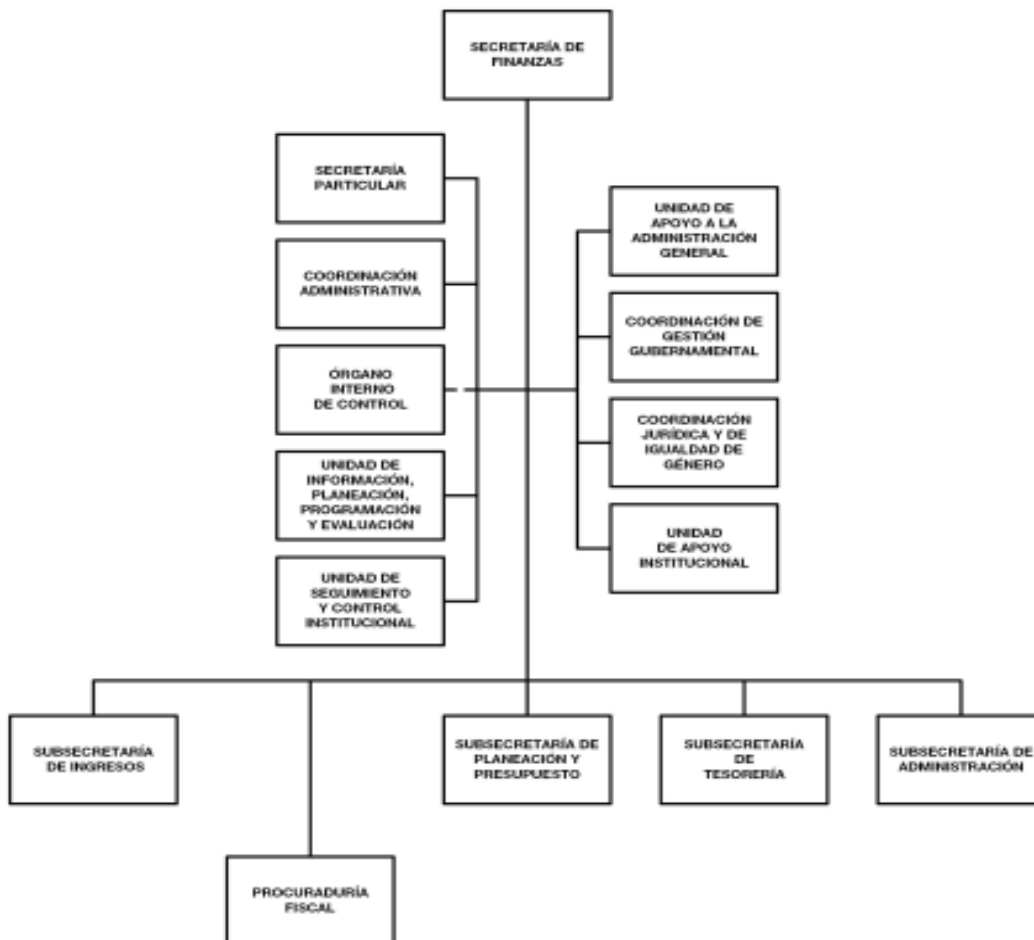 SECRETARÍA DE
FINANZAS
SECRETARÍA
PARTICULAR
UNIDAD DE
APOYO A LA
ADMINISTRACIÓN
GENERAL
COORDINACIÓN
ADMINISTRATIVA
COORDINACIÓN DE
GESTIÓN
GUBERNAMENTAL
ÓRGANO
INTERNO
DE CONTROL
COORDINACIÓN
JURÍDICA Y DE
IGUALDAD DE
GÉNERO
UNIDAD DE
INFORMACIÓN,
PLANEACIÓN,
PROGRAMACIÓN
Y EVALUACIÓN
UNIDAD
DE APOYO
INSTITUCIONAL
UNIDAD DE
SEGUIMIENTO
Y CONTROL
INSTITUCIONAL
SUBSECRETARÍA
DE INGRESOS
SUBSECRETARÍA DE
PLANEACIÓN Y
PRESUPUESTO
SUBSECRETARÍA
DE
TESORERÍA
SUBSECRETARÍA DE
ADMINISTRACIÓN
PROCURADURÍA
FISCAL